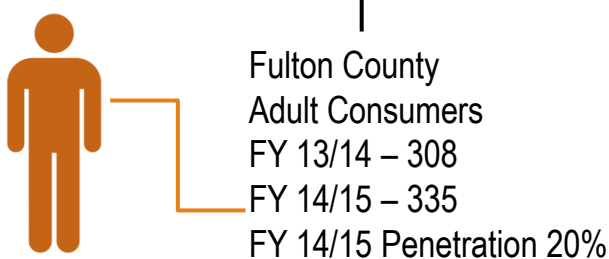 Fulton County
Adult Consumers
FY 13/14 – 308
FY 14/15 – 335
FY 14/15 Penetration 20%